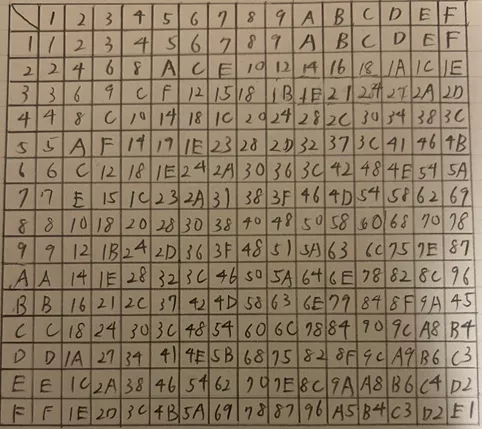 1 2 3 4 5 6 7 8 9 A B C D E F
1 1 2 3 4 5 6 7 8 9 A B C D E F
2 2 4 6 8 A C E 10 12 14 16 18 1A 1C 1E
3 3 6 9 C F 12 15 18 1B 1E 21 24 27 2A 2D
4 4 8 C 10 14 18 1C 20 24 28 2C 30 34 38 3C
5 5 A F 14 19 1E 23 28 2D 32 37 3C 41 46 4B
6 6 C 12 18 1E 24 2A 30 36 3C 42 48 4E 54 5A
7 7 E 15 1C 23 2A 31 38 3F 46 4D 54 58 62 69
8 8 10 18 20 28 30 38 40 48 50 58 60 68 70 78
9 9 12 1B 24 2D 36 3F 48 51 5A 63 6C 75 7E 87
A A 14 1E 28 32 3C 46 50 5A 64 6E 78 82 8C 96
B B 16 21 2C 37 42 4D 58 63 6E 79 84 8F 9A 45
C C 18 24 30 3C 48 54 60 6C 78 84 90 9C A8 B4
D D 1A 27 34 41 4E 5B 68 75 82 8F 9C A9 B6 C3
E E 1C 2A 38 46 54 62 70 7E 8C 9A A8 B6 C4 D2
F F 1E 2D 3C 4B 5A 69 78 87 96 A5 B4 C3 D2 E1